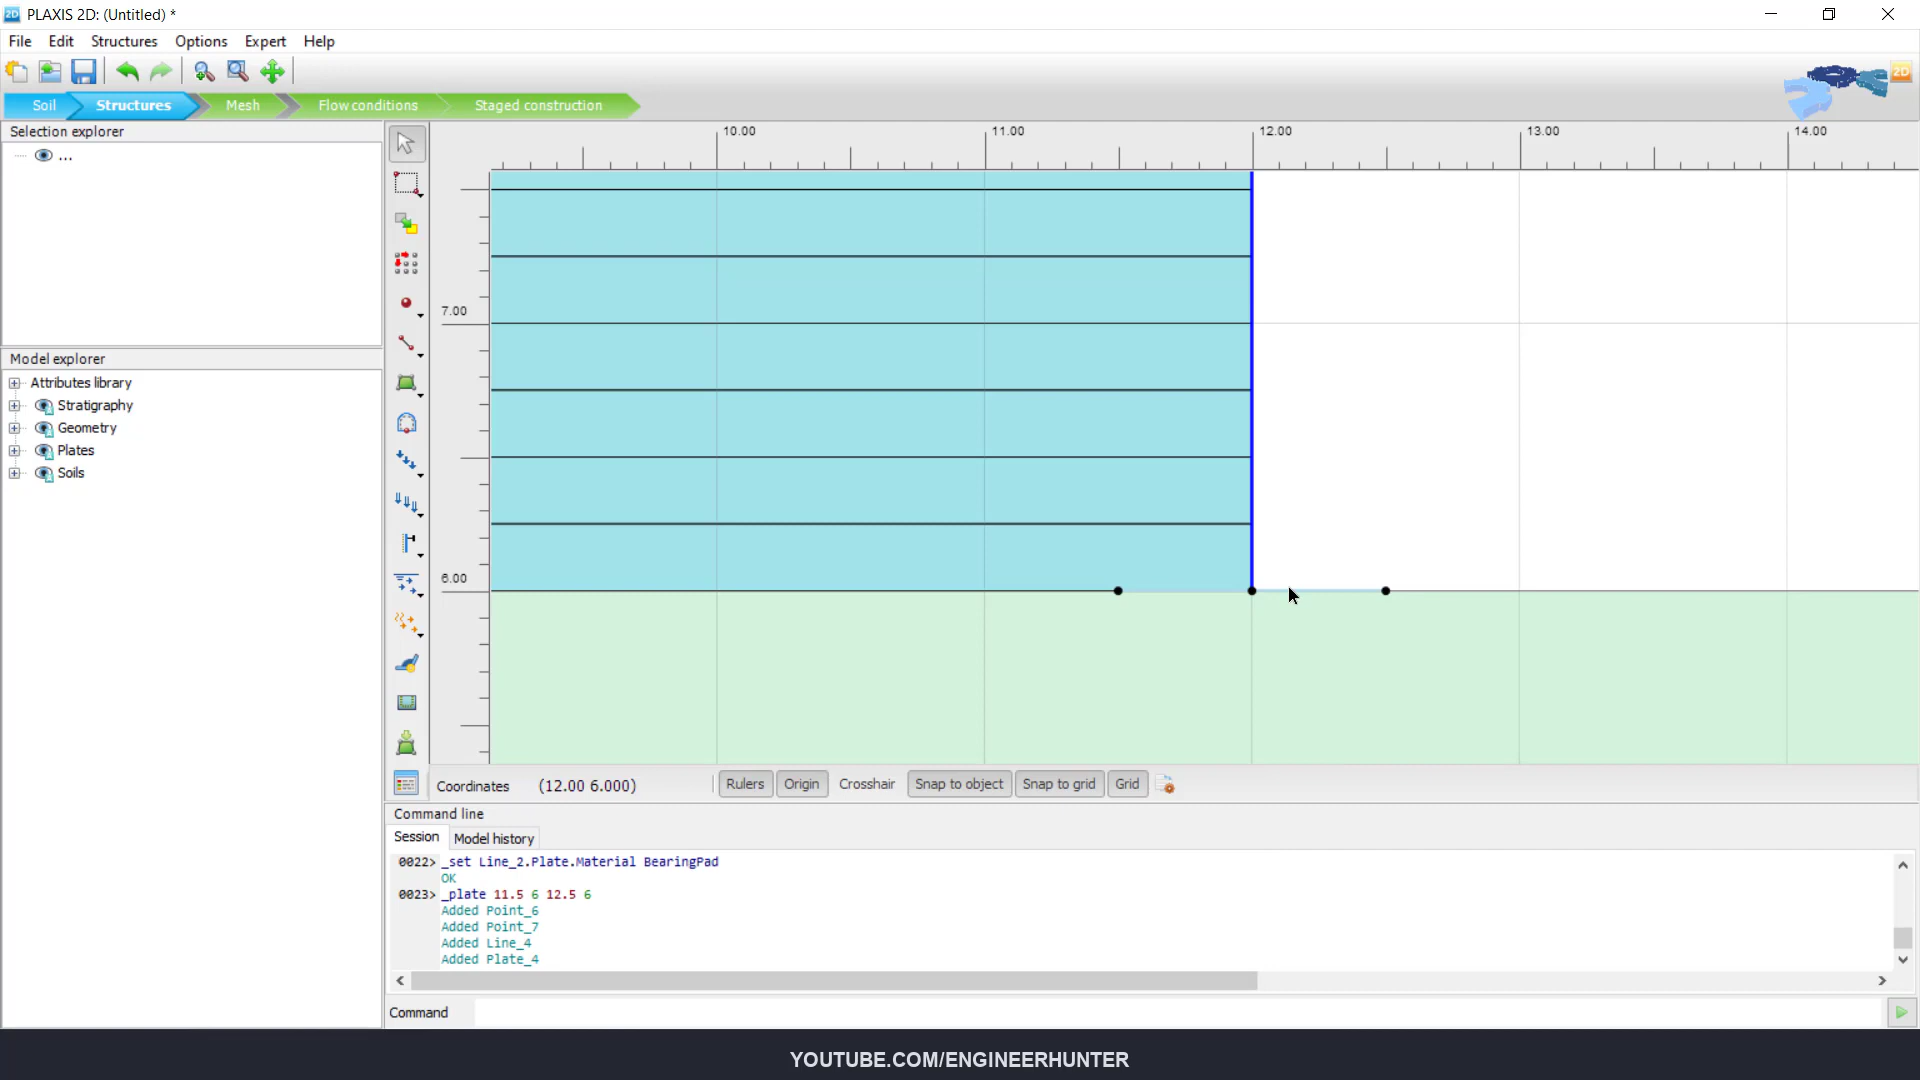 2D PLAXIS 2D: (Untitled) *
File Edit Structures Options Expert Help
2D
Soil Structures Mesh Flow conditions Staged construction
Selection explorer
...
10.00 11.00 12.00 13.00 14.00
7.00
6.00
Model explorer
Attributes library
Stratigraphy
Geometry
Plates
Soils
Coordinates (12.00 6.000) Rulers Origin Crosshair Snap to object Snap to grid Grid
Command line
Session Model history
0022> _set Line_2.Plate.Material BearingPad
OK
0023> _plate 11.5 6 12.5 6
Added Point_6
Added Point_7
Added Line_4
Added Plate_4
Command
YOUTUBE.COM/ENGINEERHUNTER